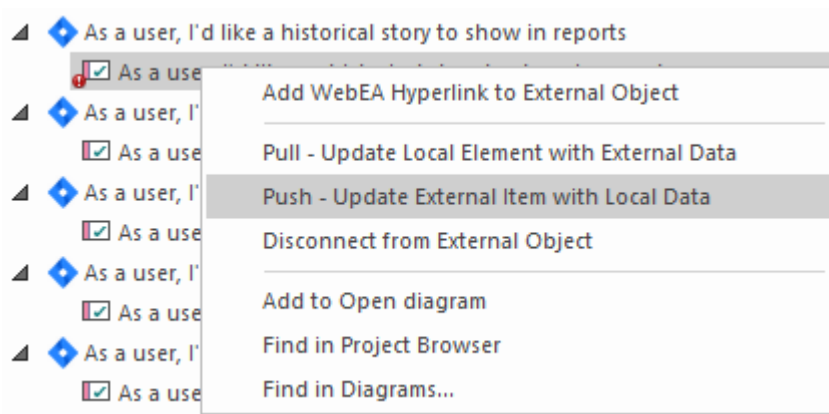 As a user, I'd like a historical story to show in reports
As a use
Add WebEA Hyperlink to External Object
As a user, I'
Pull - Update Local Element with External Data
As a use
Push - Update External Item with Local Data
As a user, I'
As a use
Disconnect from External Object
As a user, I'
Add to Open diagram
As a use
Find in Project Browser
As a user, I'
Find in Diagrams...
As a use